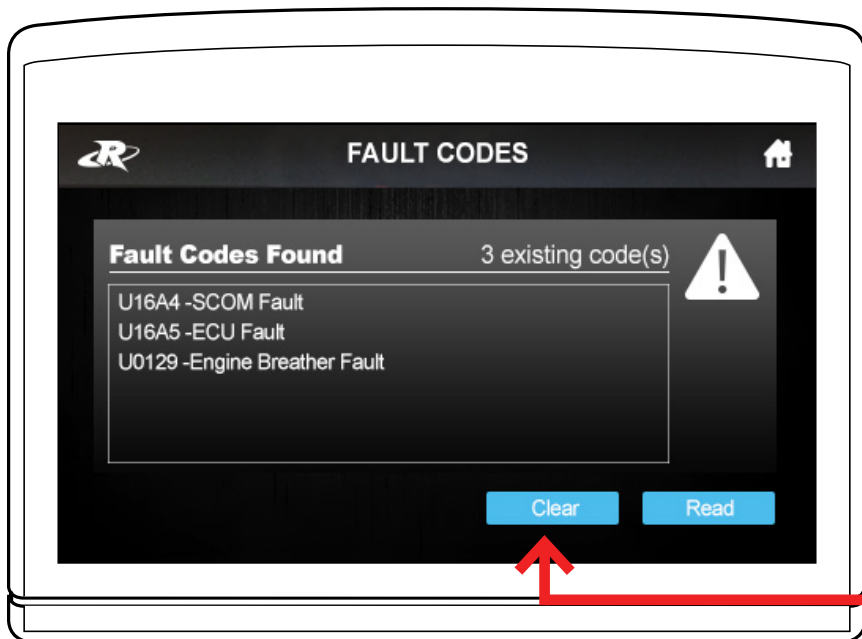 R
FAULT CODES
Fault Codes Found 3 existing code(s)
U16A4 -SCOM Fault
U16A5 -ECU Fault
U0129 -Engine Breather Fault
Clear Read